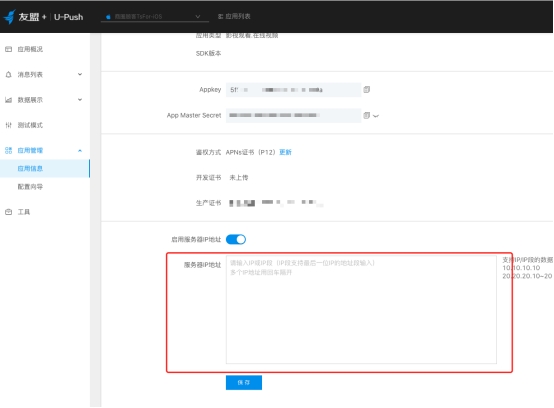 友盟+ U-Push
应用列表
应用概况
消息列表
数据展示
测试模式
应用管理
应用信息
配置向导
工具
应用类型 影视观看 在线视频
SDK版本
Appkey
App Master Secret
鉴权方式 APNs证书（P12）更新
开发证书 未上传
生产证书
启用服务器IP地址
服务器IP地址
请输入IP或IP段（IP段支持最后一位IP的地址段输入）
多个IP地址用回车隔开
支持IP/IP段的数据
10.10.10.10
20.20.20.10~20
保存